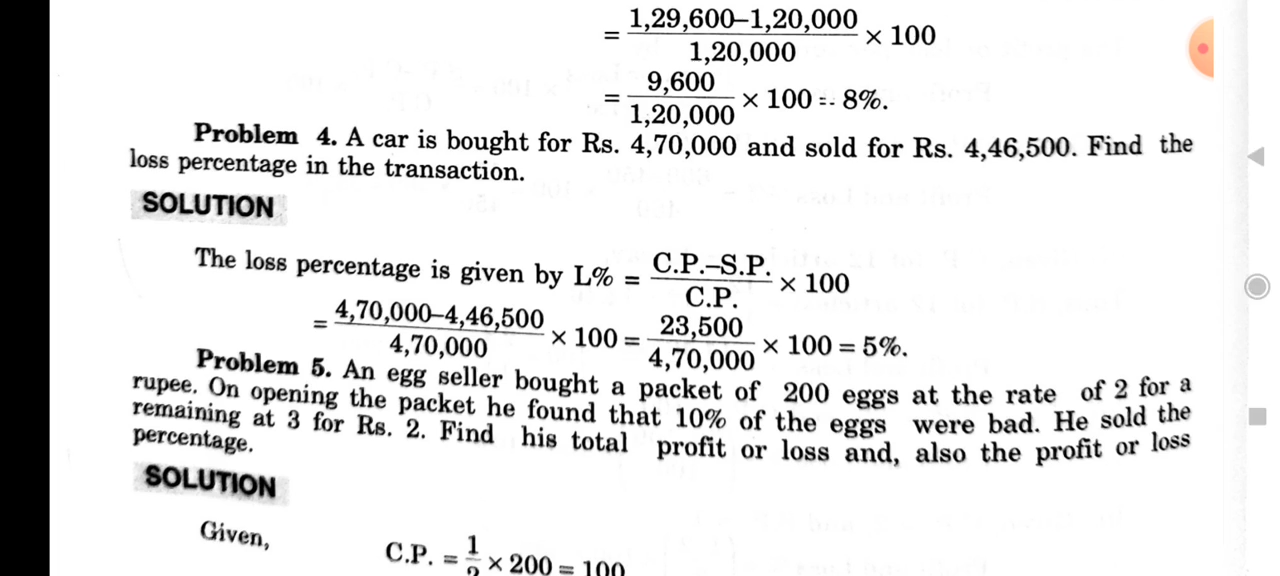 = 1,29,600–1,20,000 / 1,20,000 × 100
= 9,600 / 1,20,000 × 100 = 8%.
Problem 4. A car is bought for Rs. 4,70,000 and sold for Rs. 4,46,500. Find the
loss percentage in the transaction.
SOLUTION
The loss percentage is given by L% = C.P.–S.P. / C.P. × 100
= 4,70,000–4,46,500 / 4,70,000 × 100 = 23,500 / 4,70,000 × 100 = 5%.
Problem 5. An egg seller bought a packet of 200 eggs at the rate of 2 for a
rupee. On opening the packet he found that 10% of the eggs were bad. He sold the
remaining at 3 for Rs. 2. Find his total profit or loss and, also the profit or loss
percentage.
SOLUTION
Given,
C.P. = 1 / 2 × 200 = 100